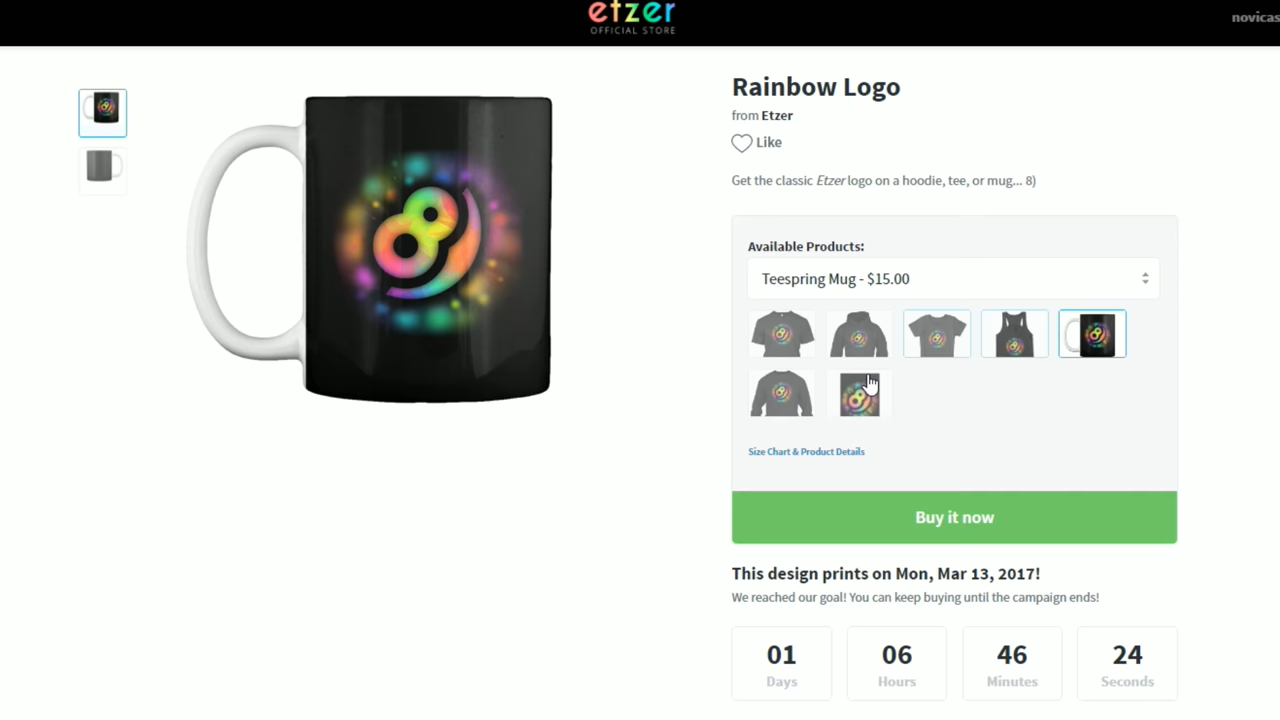 etzer
OFFICIAL STORE
novicas
Rainbow Logo
from Etzer
Like
Get the classic Etzer logo on a hoodie, tee, or mug... 8)
Available Products:
Teespring Mug - $15.00
Size Chart & Product Details
Buy it now
This design prints on Mon, Mar 13, 2017!
We reached our goal! You can keep buying until the campaign ends!
01 06 46 24
Days Hours Minutes Seconds